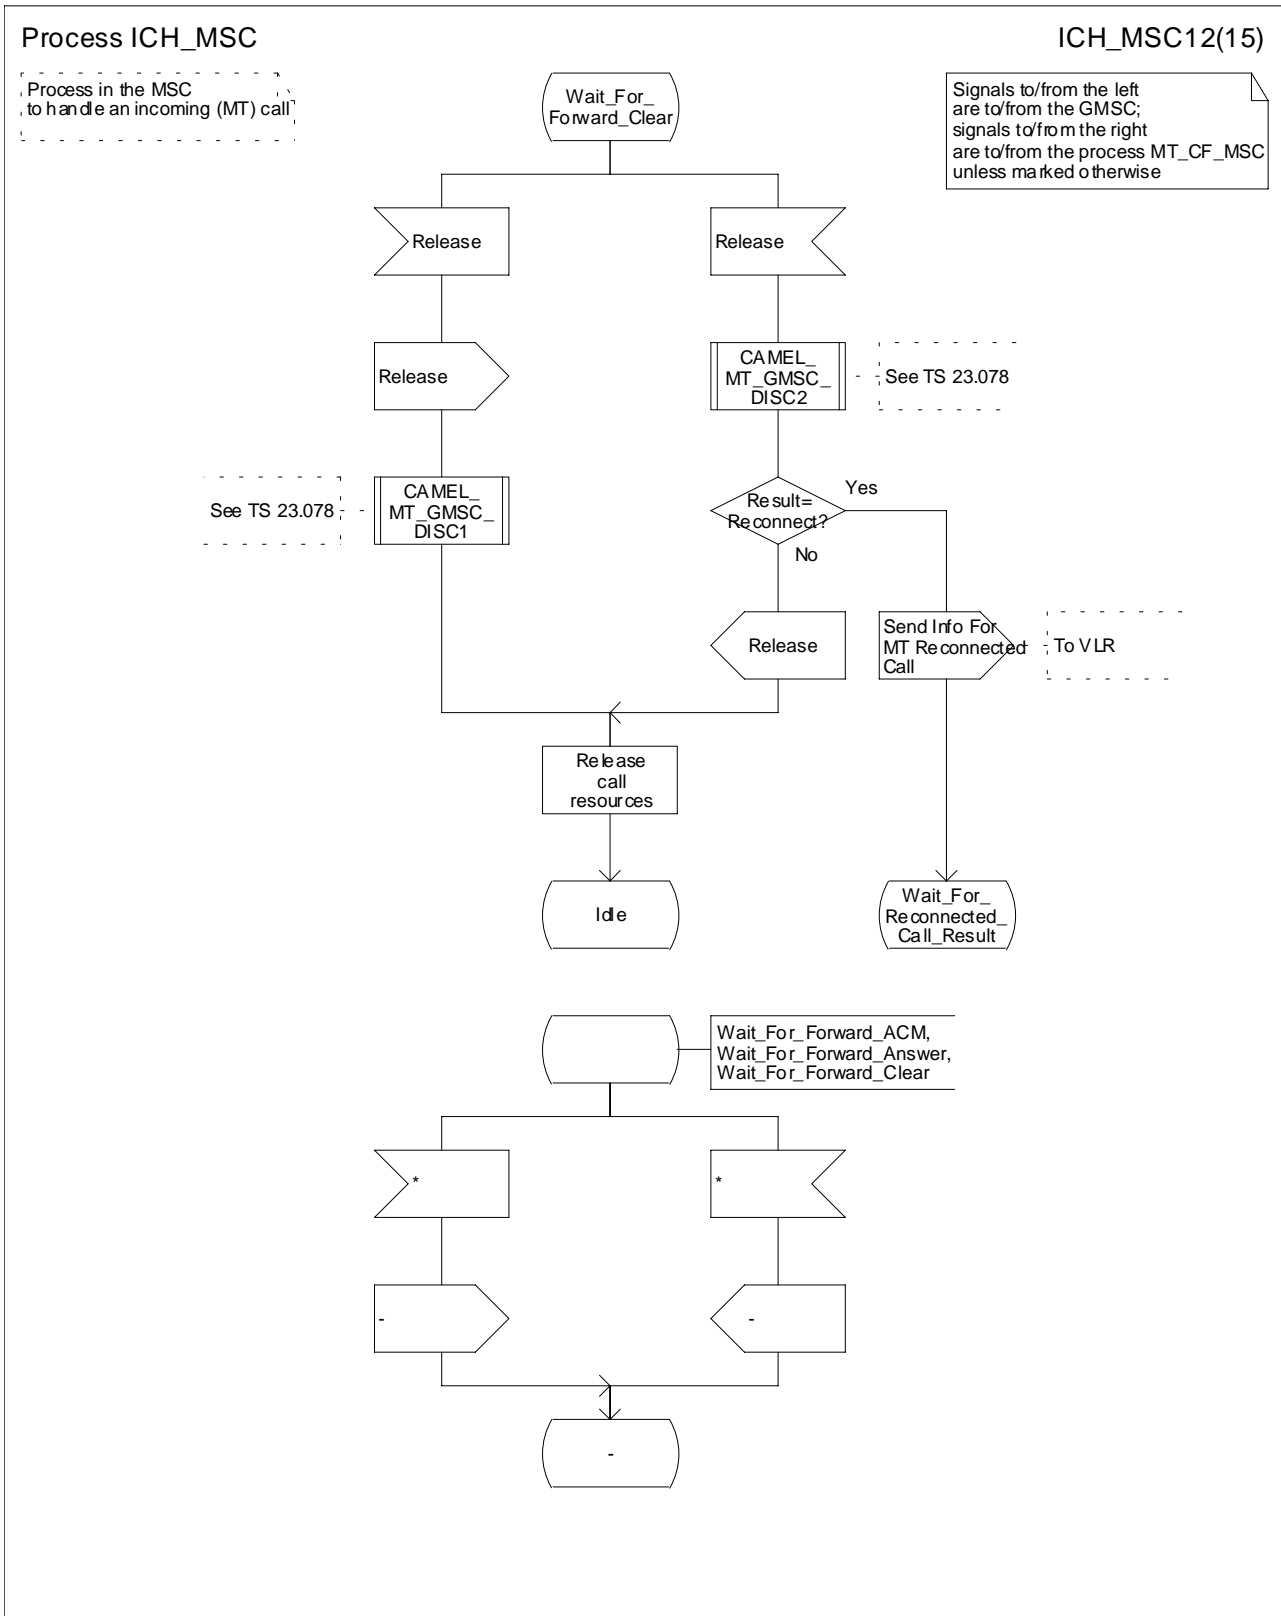 Process ICH_MSC
ICH_MSC12(15)
Process in the MSC
to handle an incoming (MT) call
Signals to/from the left
are to/from the GMSC;
signals to/from the right
are to/from the process MT_CF_MSC
unless marked otherwise
Wait_For_
Forward_Clear
Release
Release
Release
CAMEL_
MT_GMSC_
DISC2
See TS 23.078
See TS 23.078
CAMEL_
MT_GMSC_
DISC1
Result=
Reconnect?
Yes
No
Release
Send Info For
MT Reconnected
Call
To VLR
Release
call
resources
Idle
Wait_For_
Reconnected_
Call_Result
Wait_For_Forward_ACM,
Wait_For_Forward_Answer,
Wait_For_Forward_Clear
*
*
-
-
-